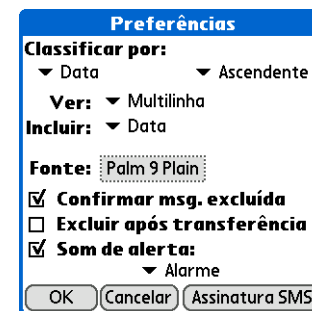 Preferências
Classificar por:
Data Ascendente
Ver: Multilinha
Incluir: Data
Fonte: Palm 9 Plain
Confirmar msg. excluída
Excluir após transferência
Som de alerta:
Alarme
OK Cancelar Assinatura SMS